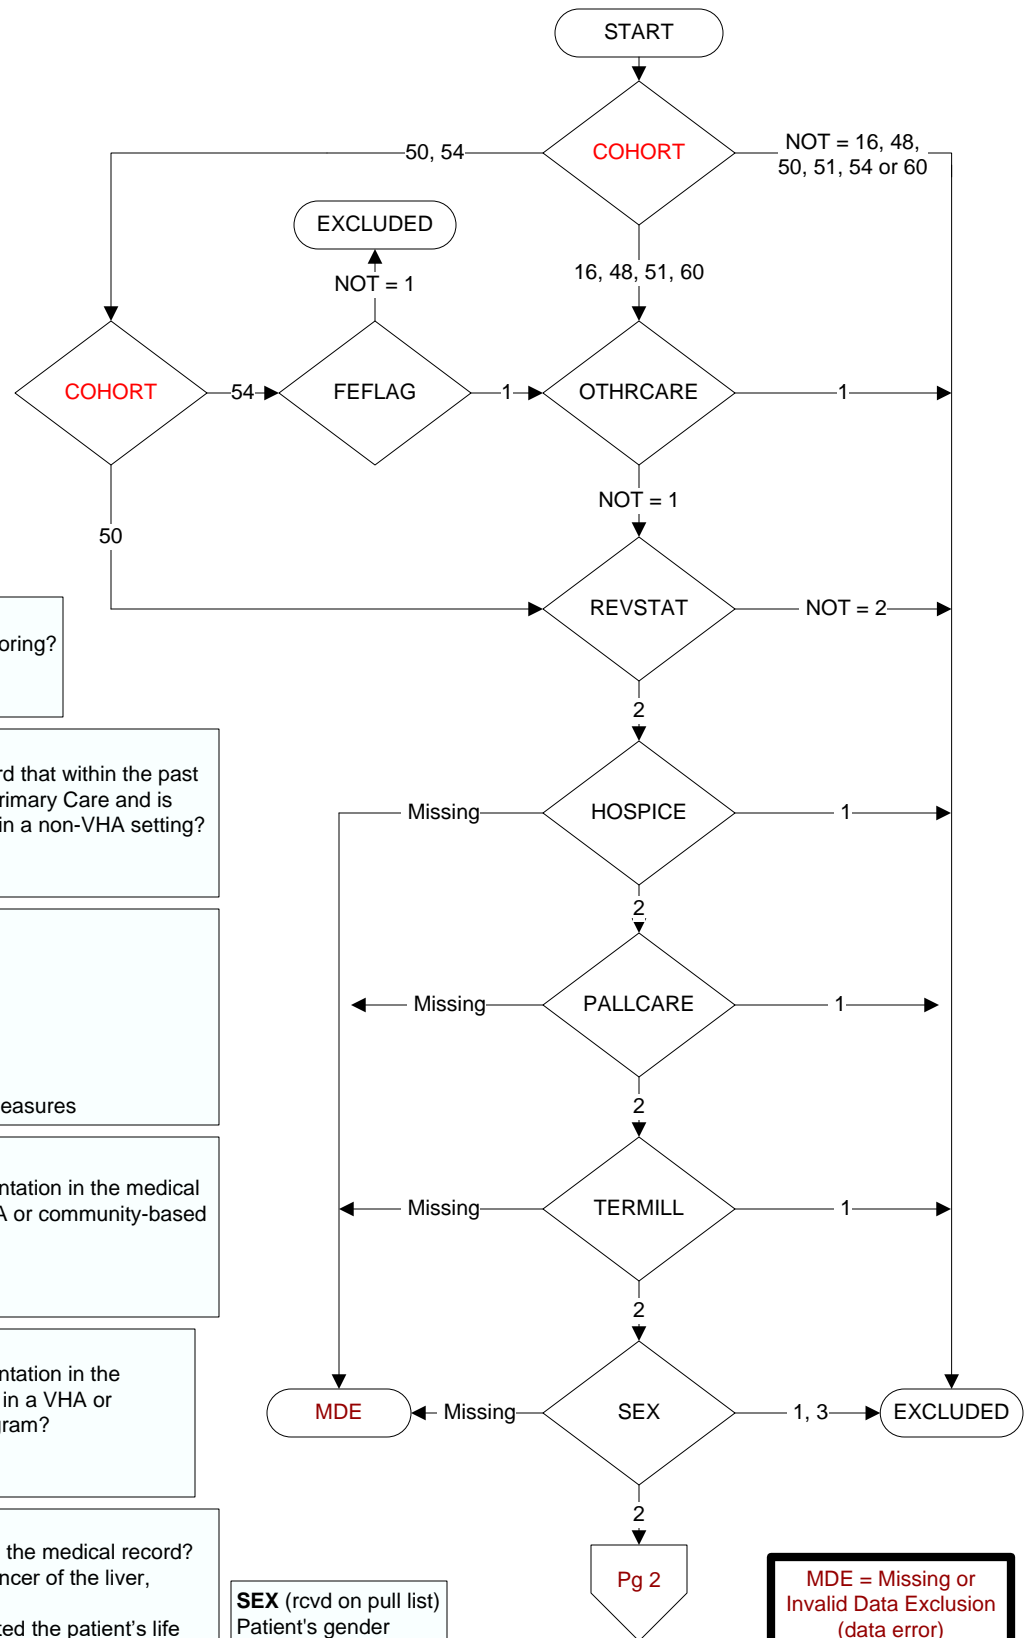 START
COHORT
50, 54
NOT = 16, 48,
50, 51, 54 or 60
EXCLUDED
NOT = 1
16, 48, 51, 60
COHORT
54
FEFLAG
1
OTHRCARE
1
NOT = 1
50
REVSTAT
NOT = 2
oring?
2
rd that within the past
rimary Care and is
in a non-VHA setting?
Missing
HOSPICE
1
2
Missing
PALLCARE
1
easures
2
ntation in the medical
A or community-based
Missing
TERMILL
1
2
ntation in the
in a VHA or
gram?
MDE
Missing
SEX
1, 3
EXCLUDED
2
the medical record?
ncer of the liver,
ted the patient's life
SEX (rcvd on pull list)
Patient's gender
Pg 2
MDE = Missing or
Invalid Data Exclusion
(data error)